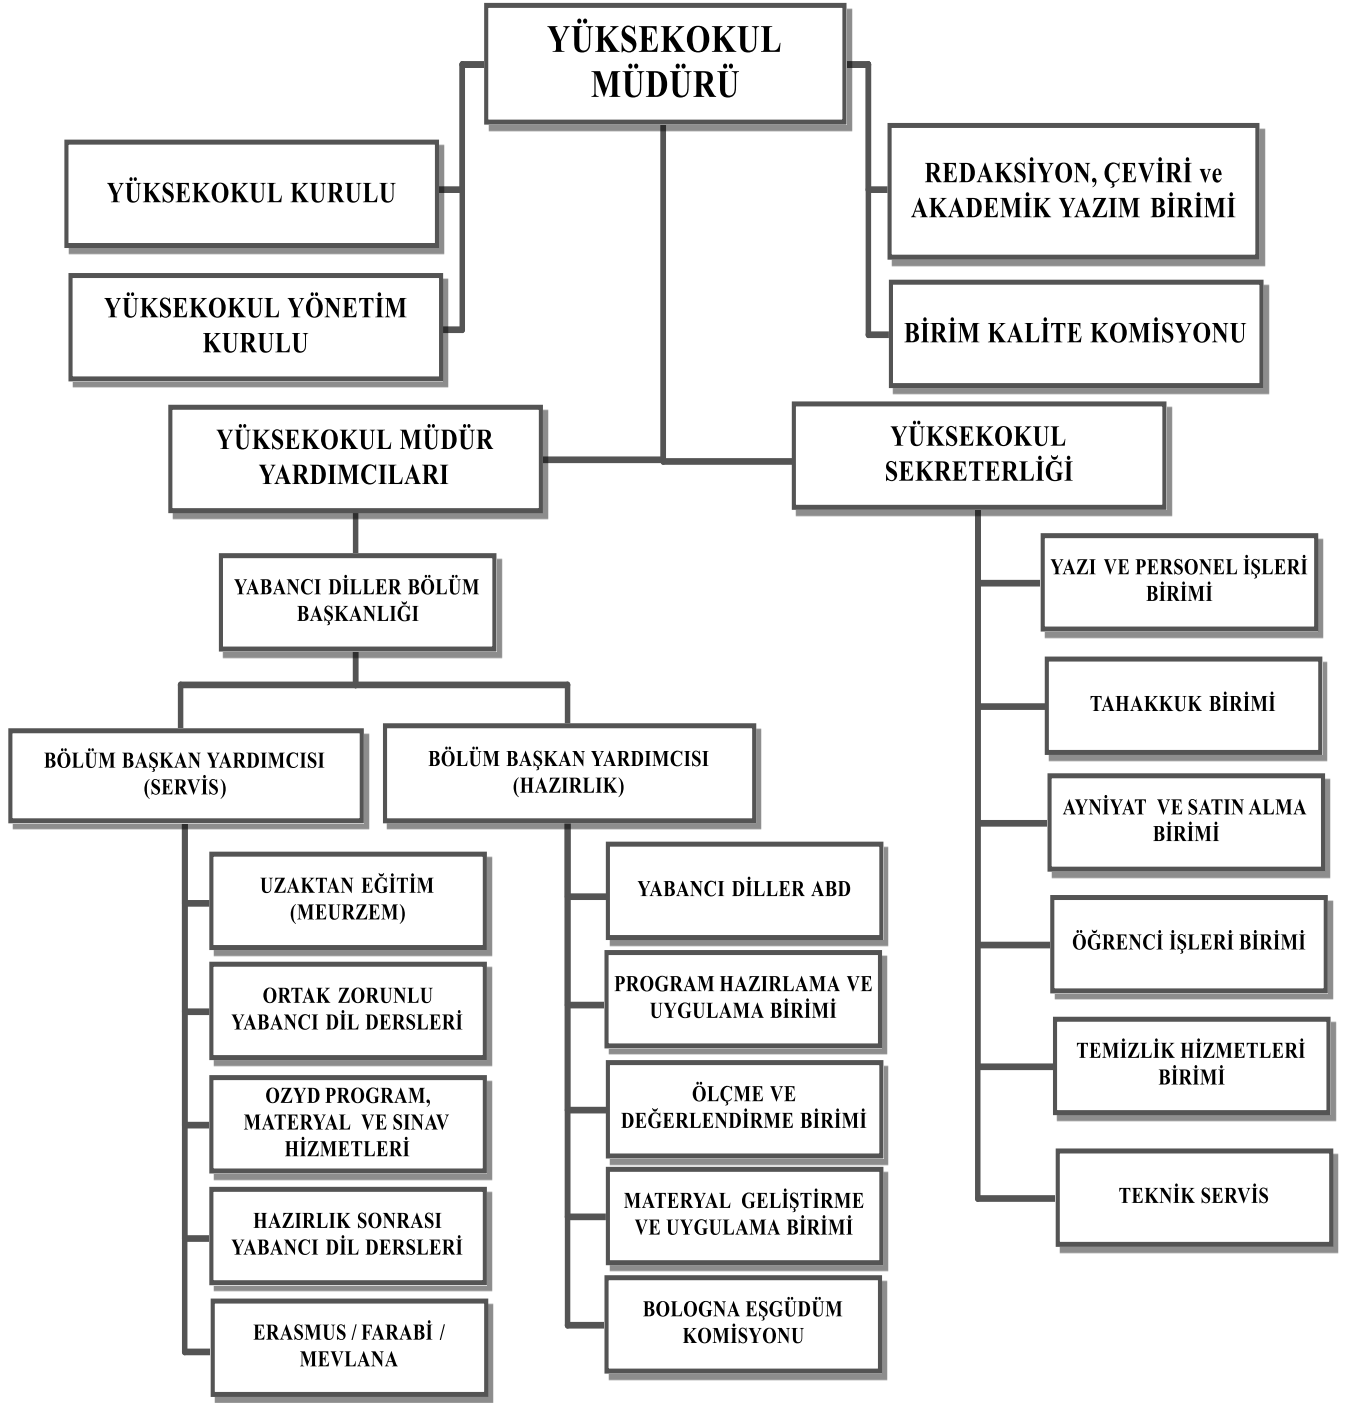 YÜKSEKOKUL
MÜDÜRÜ
YÜKSEKOKUL KURULU
YÜKSEKOKUL YÖNETİM
KURULU
REDAKSİYON, ÇEVİRİ ve
AKADEMİK YAZIM BİRİMİ
BİRİM KALİTE KOMİSYONU
YÜKSEKOKUL MÜDÜR
YARDIMCILARI
YÜKSEKOKUL
SEKRETERLİĞİ
YABANCI DİLLER BÖLÜM
BAŞKANLIĞI
BÖLÜM BAŞKAN YARDIMCISI
(SERVİS)
UZAKTAN EĞİTİM
(MEURZEM)
ORTAK ZORUNLU
YABANCI DİL DERSLERİ
OZYD PROGRAM,
MATERYAL VE SINAV
HİZMETLERİ
HAZIRLIK SONRASI
YABANCI DİL DERSLERİ
ERASMUS / FARABİ /
MEVLANA
BÖLÜM BAŞKAN YARDIMCISI
(HAZIRLIK)
YABANCI DİLLER ABD
PROGRAM HAZIRLAMA VE
UYGULAMA BİRİMİ
ÖLÇME VE
DEĞERLENDİRME BİRİMİ
MATERYAL GELİŞTİRME
VE UYGULAMA BİRİMİ
BOLOGNA EŞGÜDÜM
KOMİSYONU
YAZI VE PERSONEL İŞLERİ
BİRİMİ
TAHAKKUK BİRİMİ
AYNİYAT VE SATIN ALMA
BİRİMİ
ÖĞRENCİ İŞLERİ BİRİMİ
TEMİZLİK HİZMETLERİ
BİRİMİ
TEKNİK SERVİS